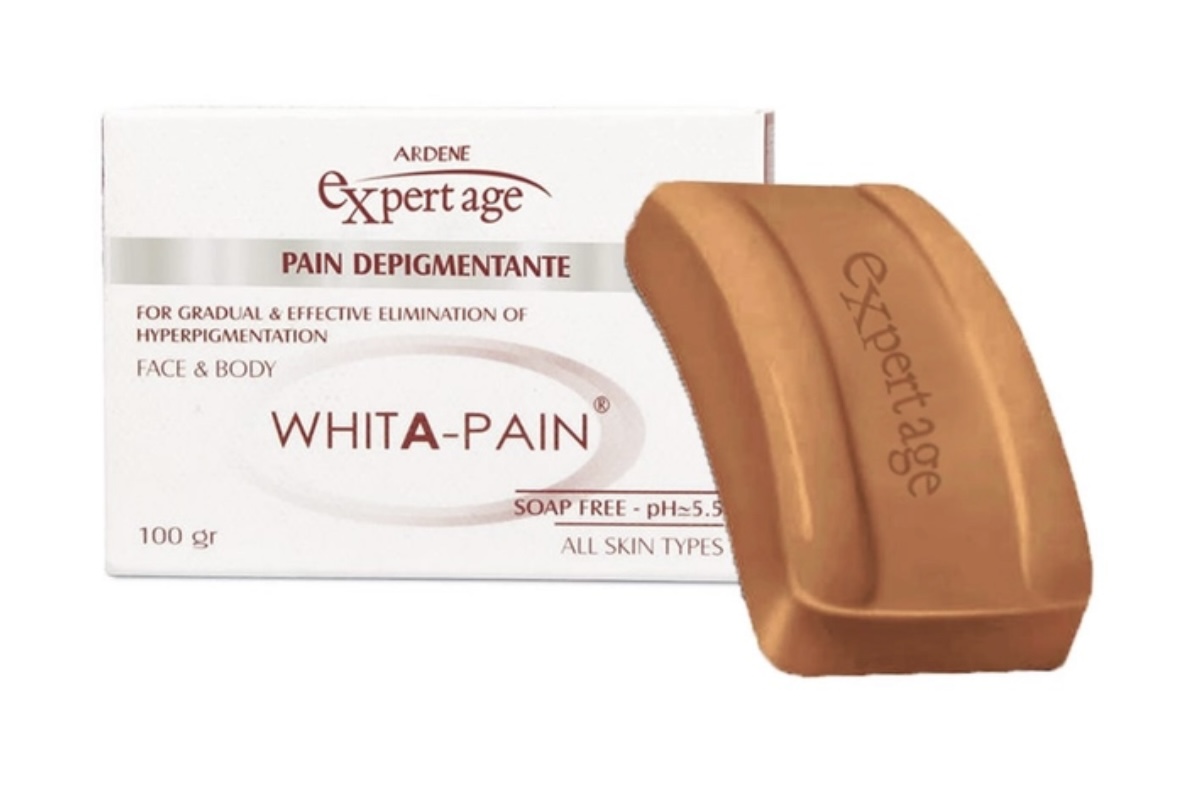 ARDENE
expert age
PAIN DEPIGMENTANTE
FOR GRADUAL & EFFECTIVE ELIMINATION OF
HYPERPIGMENTATION
FACE & BODY
WHITA-PAIN®
SOAP FREE - pH≃5.5
100 gr
ALL SKIN TYPES
expert age